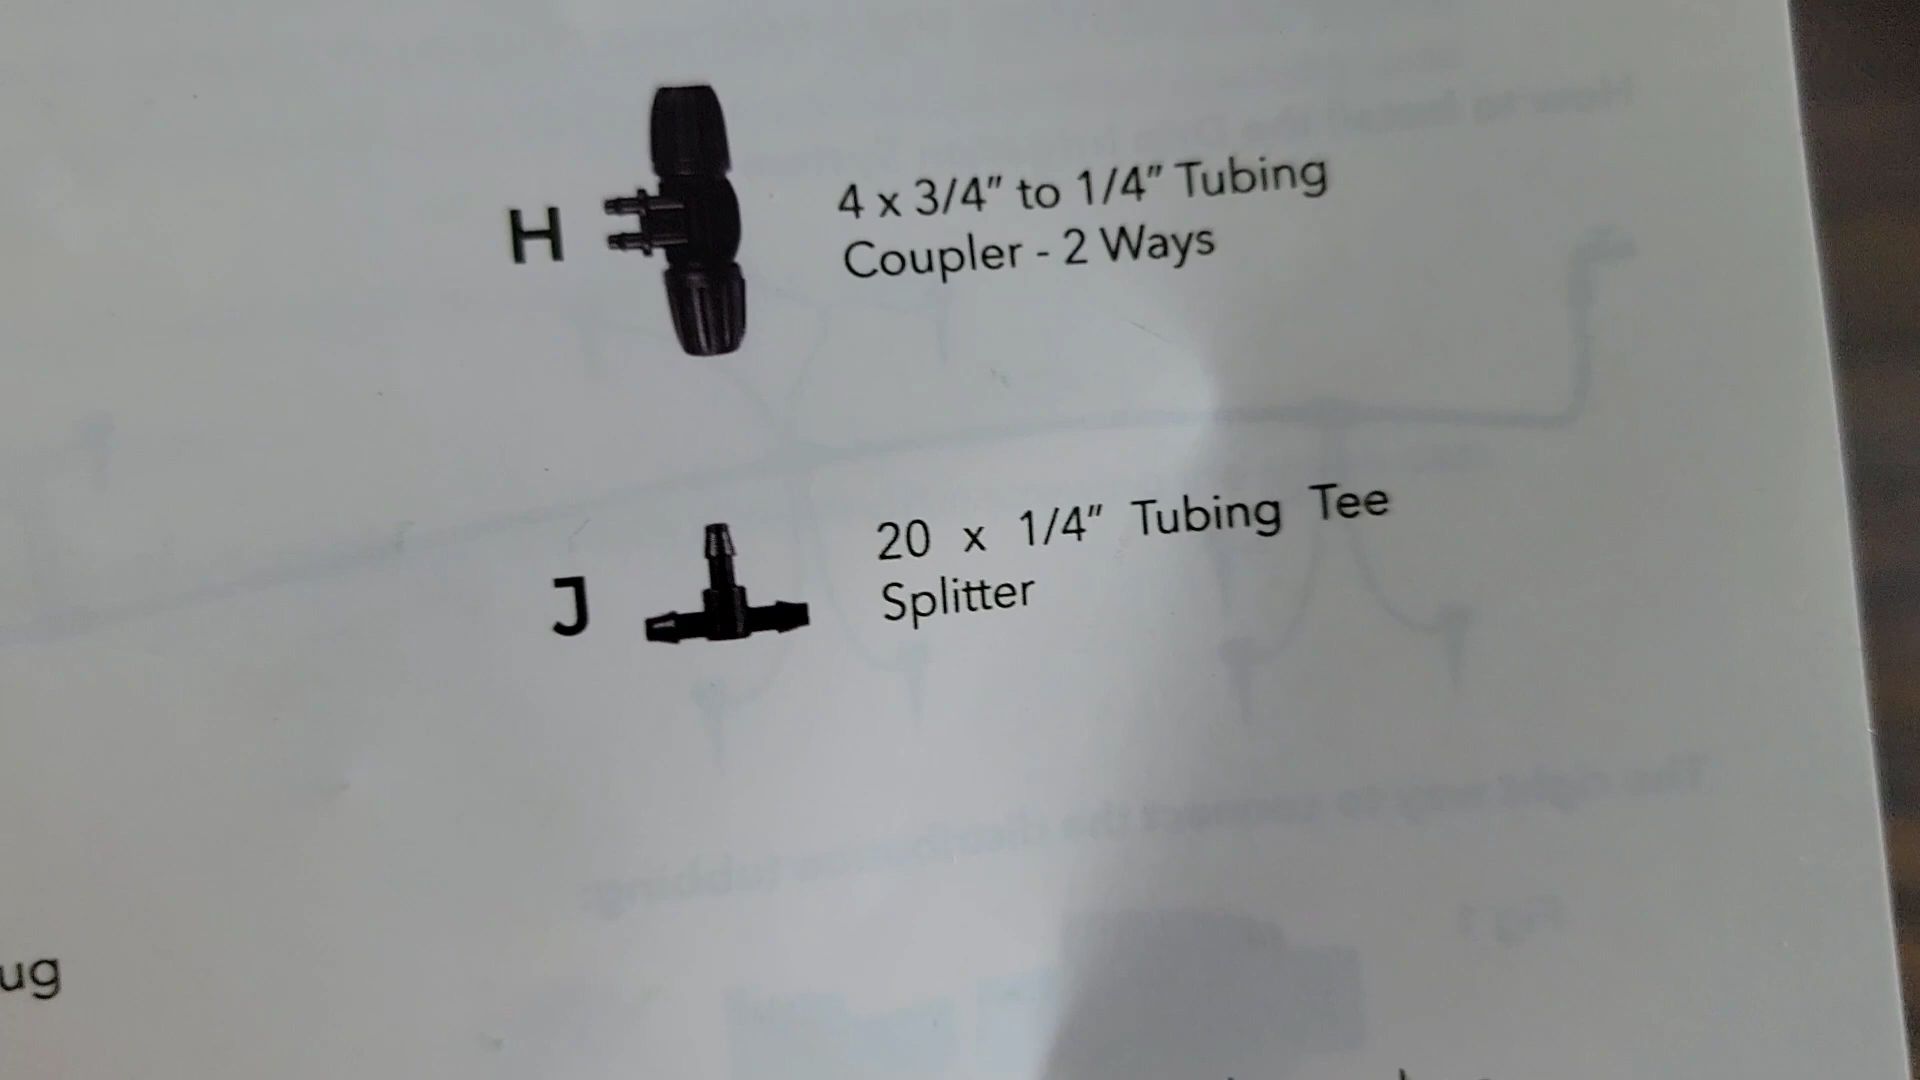 H
4 x 3/4" to 1/4" Tubing
Coupler - 2 Ways
J
20 x 1/4" Tubing Tee
Splitter
ug